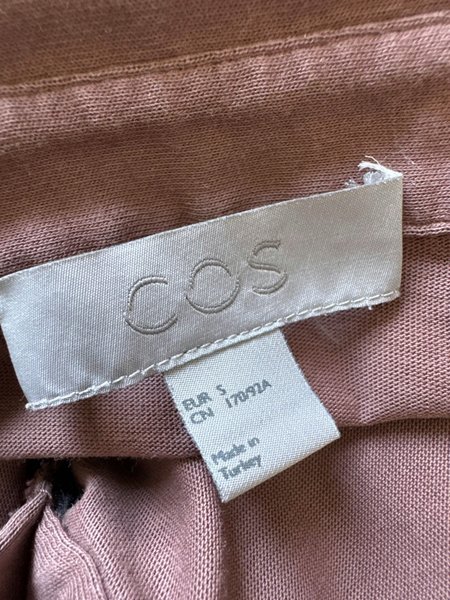 COS
EUR S
CN 170/92A
Made in
Turkey